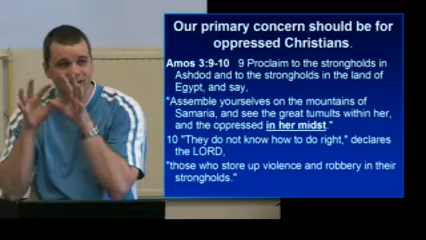 Our primary concern should be for
oppressed Christians.
Amos 3:9-10 9 Proclaim to the strongholds in
Ashdod and to the strongholds in the land of
Egypt, and say,
"Assemble yourselves on the mountains of
Samaria, and see the great tumults within her,
and the oppressed in her midst."
10 "They do not know how to do right," declares
the LORD,
"those who store up violence and robbery in their
strongholds."